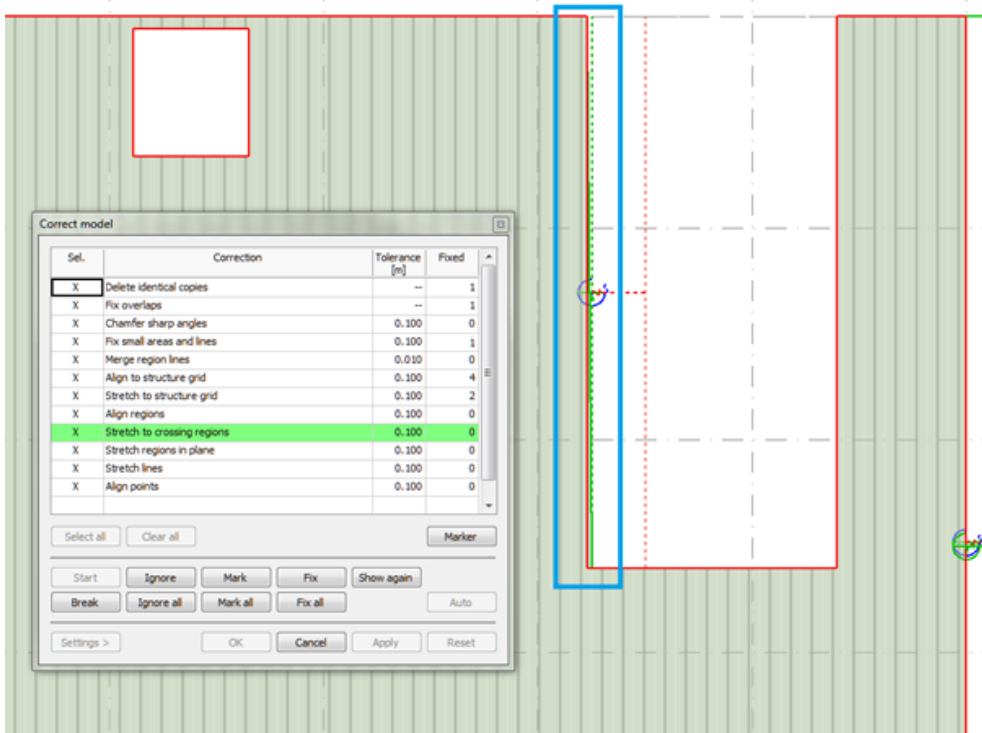 Correct model
Sel. Correction Tolerance [m] Fixed
X Delete identical copies -- 1
X Fix overlaps -- 1
X Chamfer sharp angles 0.100 0
X Fix small areas and lines 0.100 1
X Merge region lines 0.010 0
X Align to structure grid 0.100 4
X Stretch to structure grid 0.100 2
X Align regions 0.100 0
X Stretch to crossing regions 0.100 0
X Stretch regions in plane 0.100 0
X Stretch lines 0.100 0
X Align points 0.100 0
Select all Clear all Marker
Start Ignore Mark Fix Show again
Break Ignore all Mark all Fix all Auto
Settings > OK Cancel Apply Reset